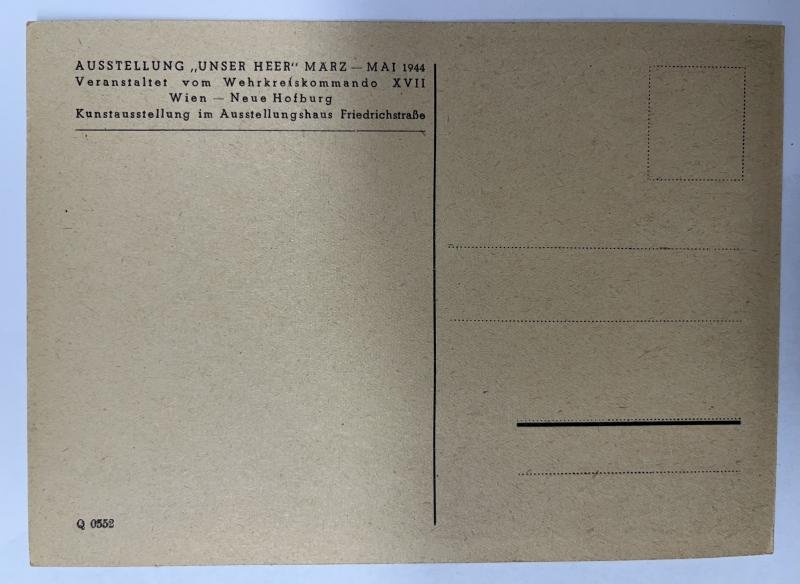 AUSSTELLUNG „UNSER HEER" MÄRZ — MAI 1944
Veranstaltet vom Wehrkreiskommando XVII
Wien — Neue Hofburg
Kunstausstellung im Ausstellungshaus Friedrichstraße
Q 0552